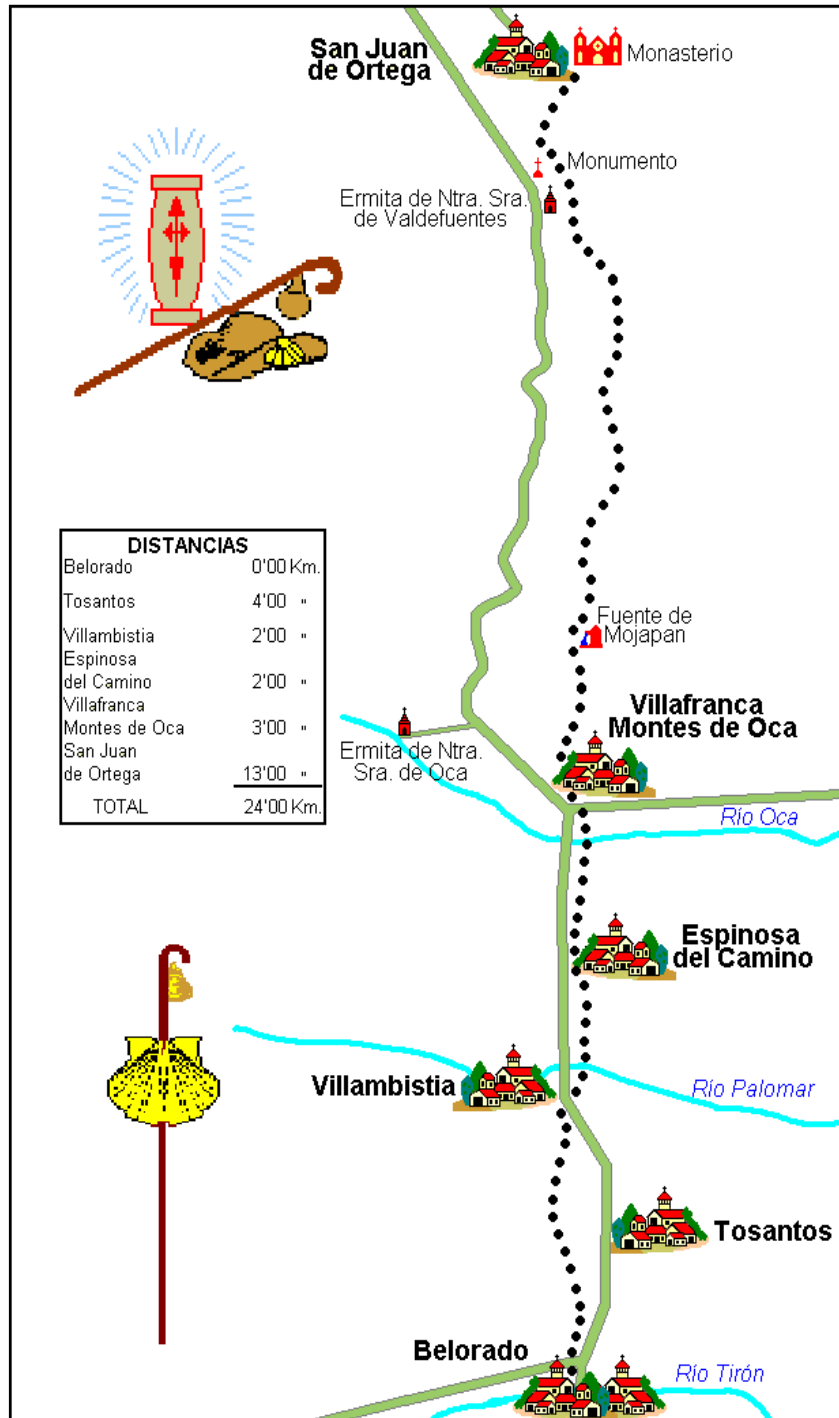 San Juan
de Ortega
Monasterio
Monumento
Ermita de Ntra. Sra.
de Valdefuentes
DISTANCIAS
Belorado 0'00 Km.
Tosantos 4'00 "
Villambistia 2'00 "
Espinosa
del Camino 2'00 "
Villafranca
Montes de Oca 3'00 "
San Juan
de Ortega 13'00 "
TOTAL 24'00 Km.
Fuente de
Mojapan
Villafranca
Montes de Oca
Ermita de Ntra.
Sra. de Oca
Río Oca
Espinosa
del Camino
Villambistia
Río Palomar
Tosantos
Belorado
Río Tirón